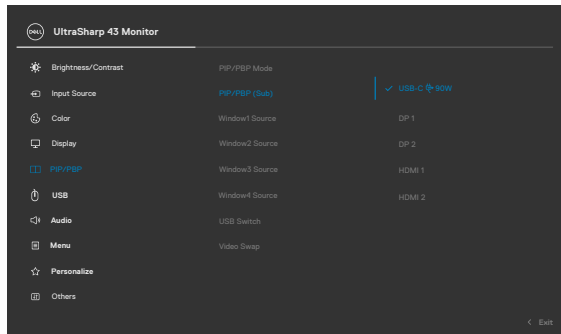 DELL
UltraSharp 43 Monitor
Brightness/Contrast
Input Source
Color
Display
PIP/PBP
USB
Audio
Menu
Personalize
Others
PIP/PBP Mode
PIP/PBP (Sub)
Window1 Source
Window2 Source
Window3 Source
Window4 Source
USB Switch
Video Swap
USB-C 90W
DP 1
DP 2
HDMI 1
HDMI 2
Exit